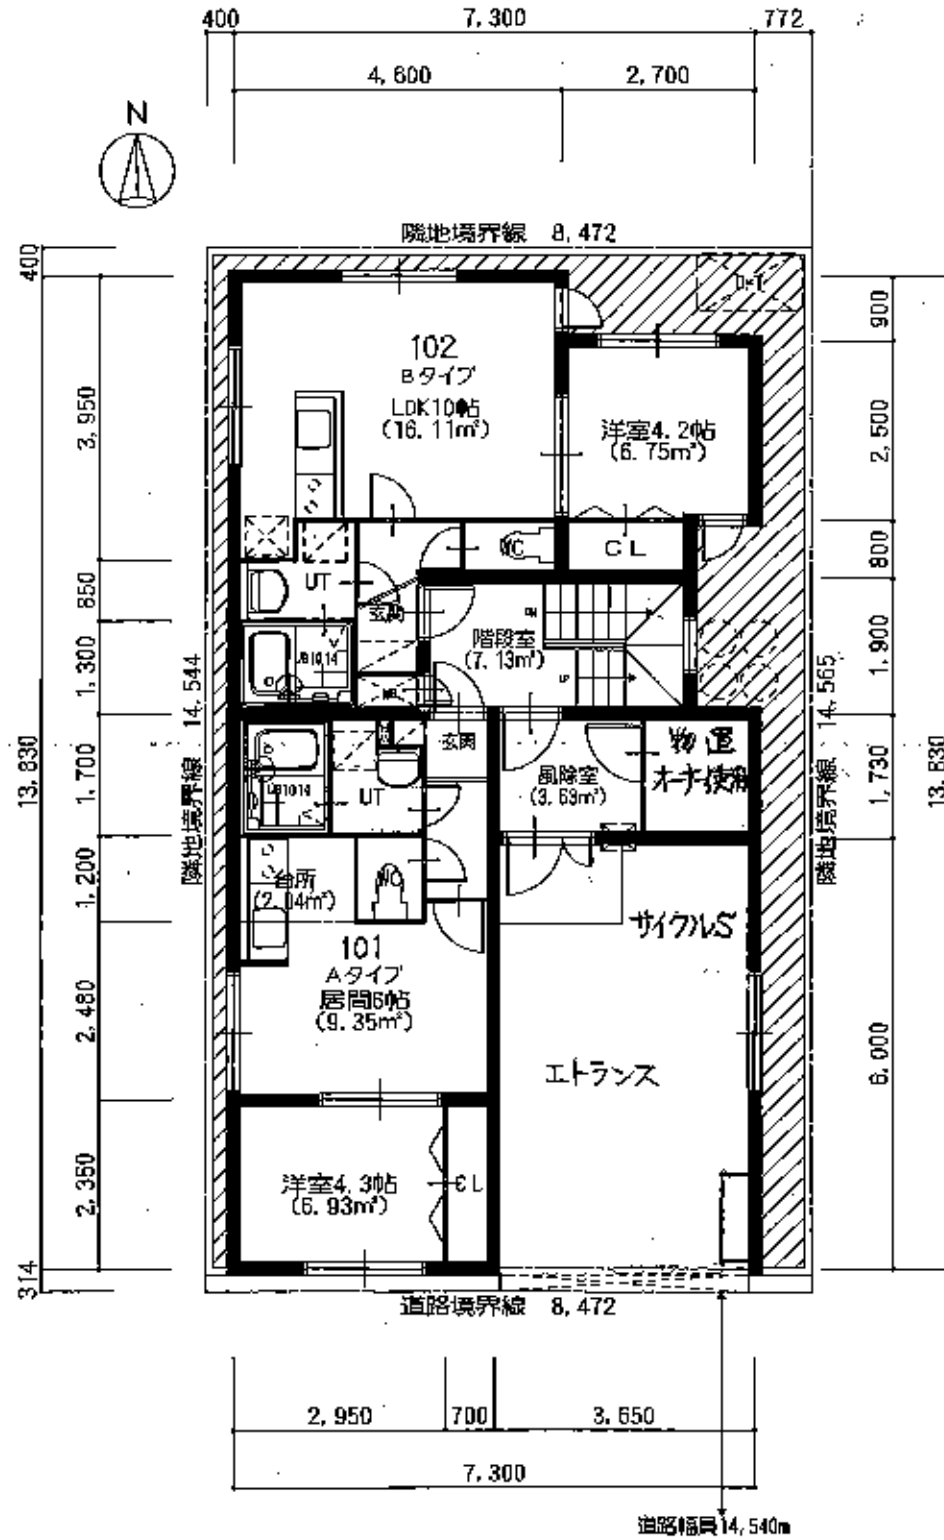 400
7,300
772
4,600
2,700
N
隣地境界線 8,472
400
900
102
Bタイプ
LDK10帖
(16.11m²)
3,950
洋室4.2帖
(6.75m²)
2,500
WC
CL
800
UT
850
玄関
階段室
(7.13m²)
DN
UP
1,900
1,300
UB1014
MB
隣地境界線 14,544
隣地境界線 14,565
13,830
13,830
1,700
UB1014
UT
玄関
風除室
(3.63m²)
物置
オーナー使用
1,730
1,200
台所
(2.04m²)
WC
サイクルS
101
Aタイプ
居間6帖
(9.35m²)
2,480
エトランス
6,000
2,350
洋室4.3帖
(6.93m²)
CL
314
道路境界線 8,472
2,950
700
3,650
7,300
道路幅員14,540m